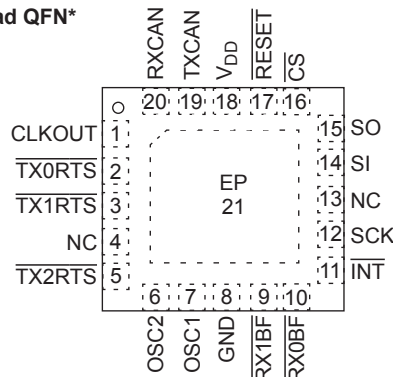 ad QFN*
RXCAN
TXCAN
VDD
RESET
CS
20 19 18 17 16
CLKOUT 1
TX0RTS 2
TX1RTS 3
NC 4
TX2RTS 5
EP
21
15 SO
14 SI
13 NC
12 SCK
11 INT
6 7 8 9 10
OSC2
OSC1
GND
RX1BF
RX0BF